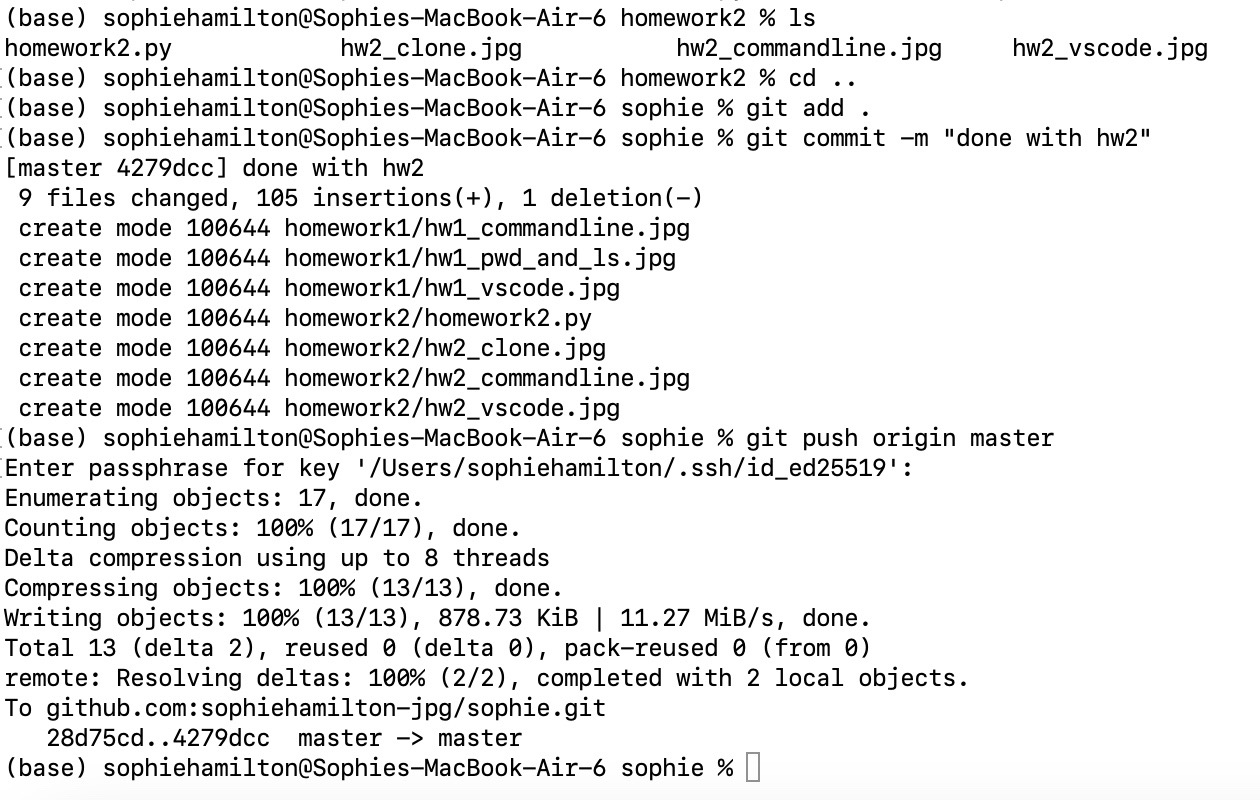 (base) sophiehamilton@Sophies-MacBook-Air-6 homework2 % ls
homework2.py hw2_clone.jpg hw2_commandline.jpg hw2_vscode.jpg
(base) sophiehamilton@Sophies-MacBook-Air-6 homework2 % cd ..
(base) sophiehamilton@Sophies-MacBook-Air-6 sophie % git add .
(base) sophiehamilton@Sophies-MacBook-Air-6 sophie % git commit -m "done with hw2"
[master 4279dcc] done with hw2
 9 files changed, 105 insertions(+), 1 deletion(-)
 create mode 100644 homework1/hw1_commandline.jpg
 create mode 100644 homework1/hw1_pwd_and_ls.jpg
 create mode 100644 homework1/hw1_vscode.jpg
 create mode 100644 homework2/homework2.py
 create mode 100644 homework2/hw2_clone.jpg
 create mode 100644 homework2/hw2_commandline.jpg
 create mode 100644 homework2/hw2_vscode.jpg
(base) sophiehamilton@Sophies-MacBook-Air-6 sophie % git push origin master
Enter passphrase for key '/Users/sophiehamilton/.ssh/id_ed25519':
Enumerating objects: 17, done.
Counting objects: 100% (17/17), done.
Delta compression using up to 8 threads
Compressing objects: 100% (13/13), done.
Writing objects: 100% (13/13), 878.73 KiB | 11.27 MiB/s, done.
Total 13 (delta 2), reused 0 (delta 0), pack-reused 0 (from 0)
remote: Resolving deltas: 100% (2/2), completed with 2 local objects.
To github.com:sophiehamilton-jpg/sophie.git
   28d75cd..4279dcc  master -> master
(base) sophiehamilton@Sophies-MacBook-Air-6 sophie %